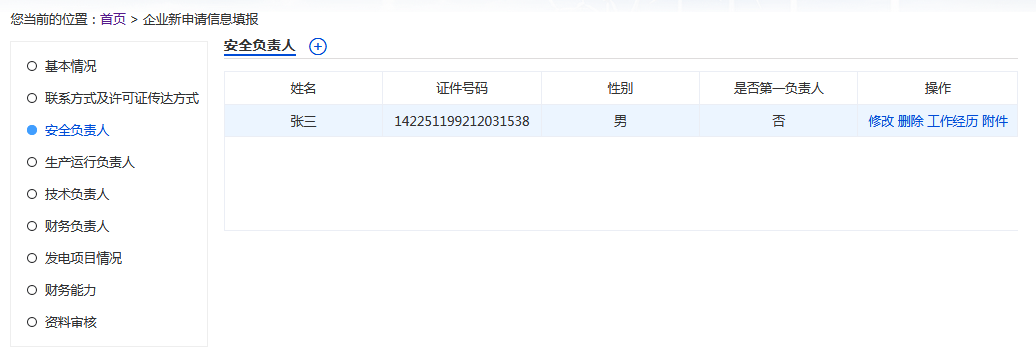 您当前的位置：首页 > 企业新申请信息填报
基本情况
联系方式及许可证传达方式
安全负责人
生产运行负责人
技术负责人
财务负责人
发电项目情况
财务能力
资料审核
安全负责人
姓名 证件号码 性别 是否第一负责人 操作
张三 142251199212031538 男 否 修改 删除 工作经历 附件